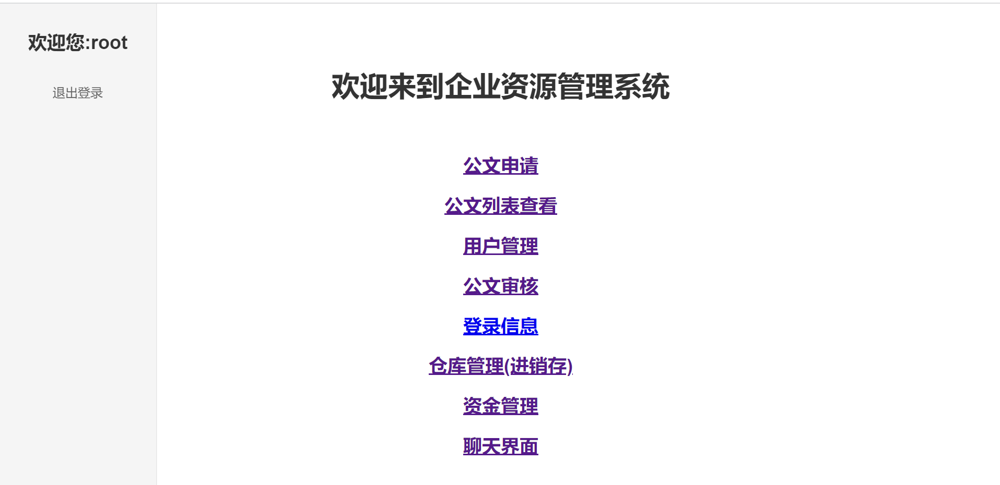 欢迎您:root
退出登录
欢迎来到企业资源管理系统
公文申请
公文列表查看
用户管理
公文审核
登录信息
仓库管理(进销存)
资金管理
聊天界面